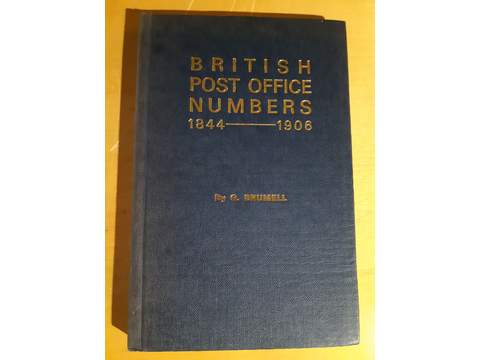 BRITISH
POST OFFICE
NUMBERS
1844——1906
By G. BRUMELL